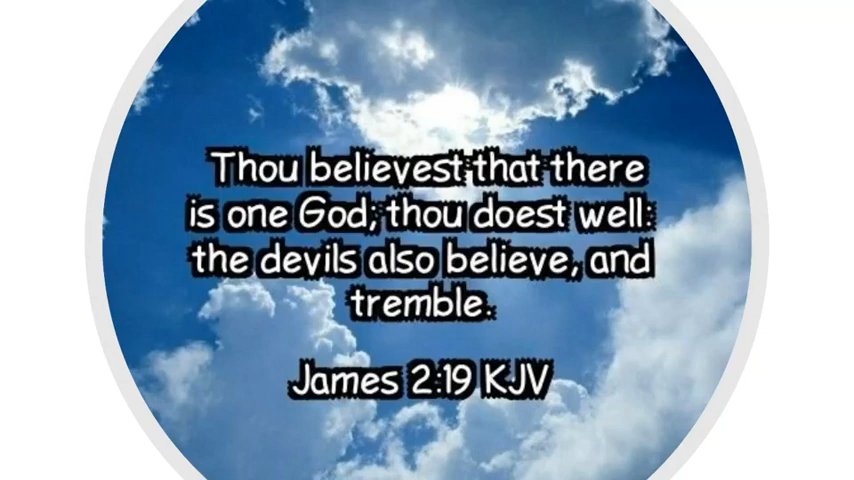 Thou believest that there
is one God; thou doest well:
the devils also believe, and
tremble.
James 2:19 KJV